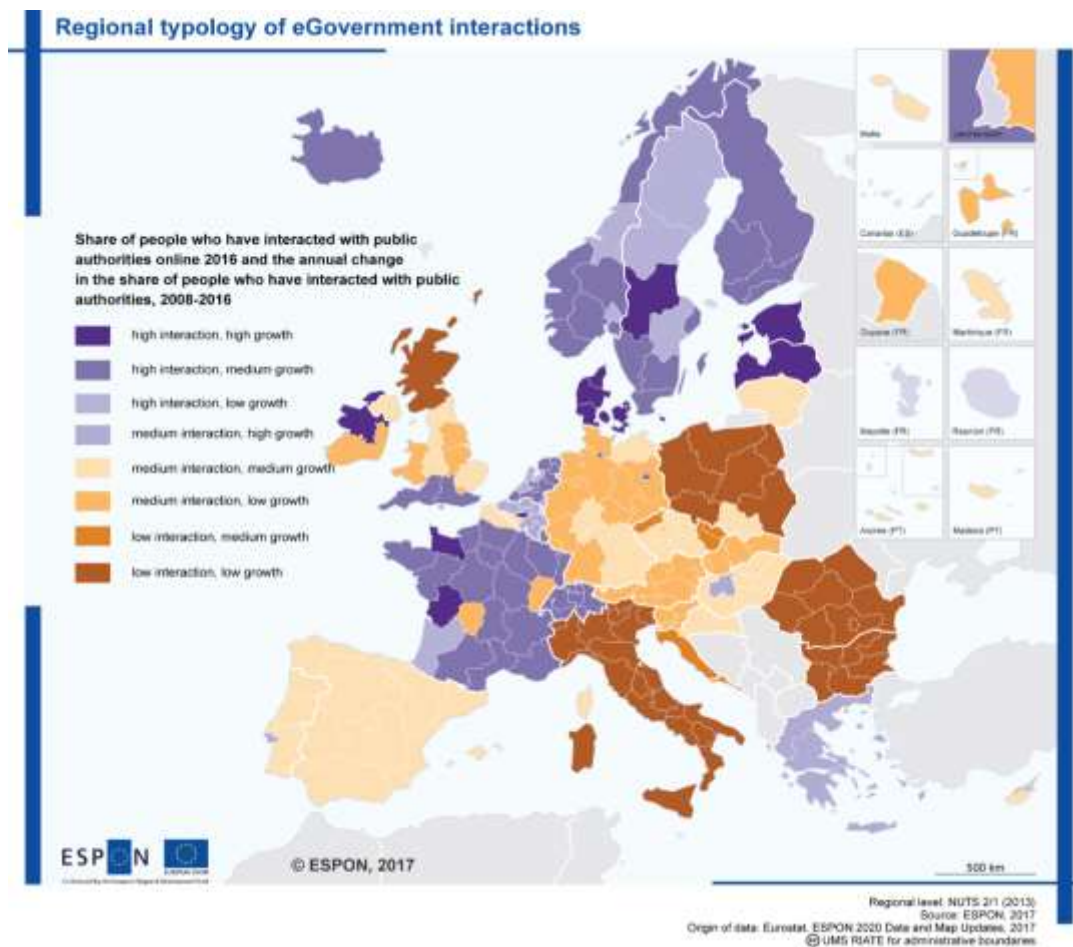 Regional typology of eGovernment interactions
Malta
Liechtenstein
Canarias (ES)
Guadeloupe (FR)
Guyane (FR)
Martinique (FR)
Mayotte (FR)
Reunion (FR)
Acores (PT)
Madeira (PT)
Share of people who have interacted with public
authorities online 2016 and the annual change
in the share of people who have interacted with public
authorities, 2008-2016
high interaction, high growth
high interaction, medium growth
high interaction, low growth
medium interaction, high growth
medium interaction, medium growth
medium interaction, low growth
low interaction, medium growth
low interaction, low growth
ESPON
© ESPON, 2017
500 km
Regional level: NUTS 2/1 (2013)
Source: ESPON, 2017
Origin of data: Eurostat, ESPON 2020 Data and Map Updates, 2017
UMS RIATE for administrative boundaries